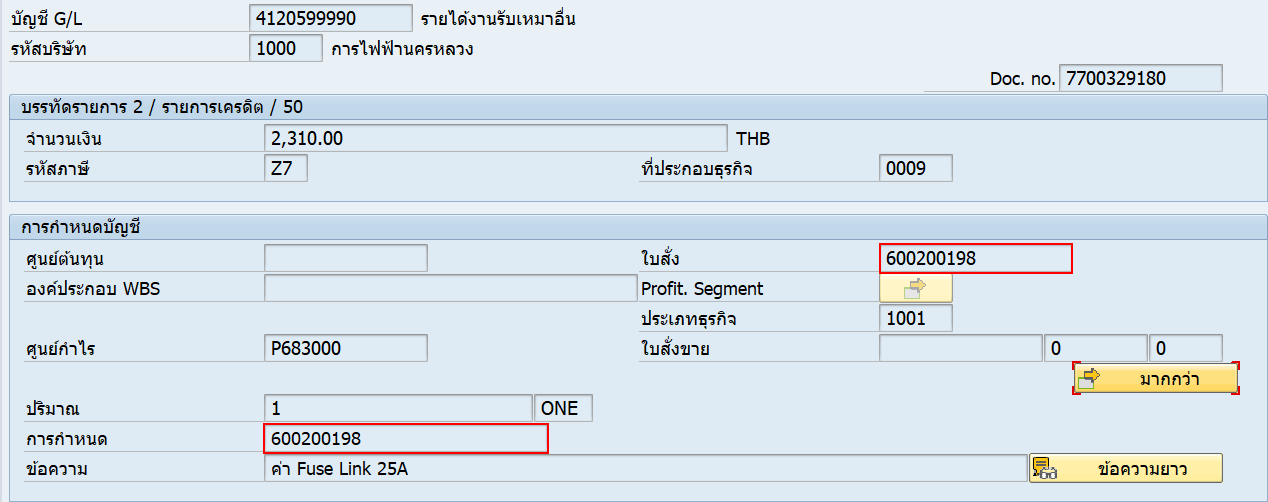 บัญชี G/L 4120599990 รายได้งานรับเหมาอื่น
รหัสบริษัท 1000 การไฟฟ้านครหลวง
Doc. no. 7700329180
บรรทัดรายการ 2 / รายการเครดิต / 50
จำนวนเงิน 2,310.00 THB
รหัสภาษี Z7 ที่ประกอบธุรกิจ 0009
การกำหนดบัญชี
ศูนย์ต้นทุน ใบสั่ง 600200198
องค์ประกอบ WBS Profit. Segment
ประเภทธุรกิจ 1001
ศูนย์กำไร P683000 ใบสั่งขาย 0 0
มากกว่า
ปริมาณ 1 ONE
การกำหนด 600200198
ข้อความ ค่า Fuse Link 25A ข้อความยาว